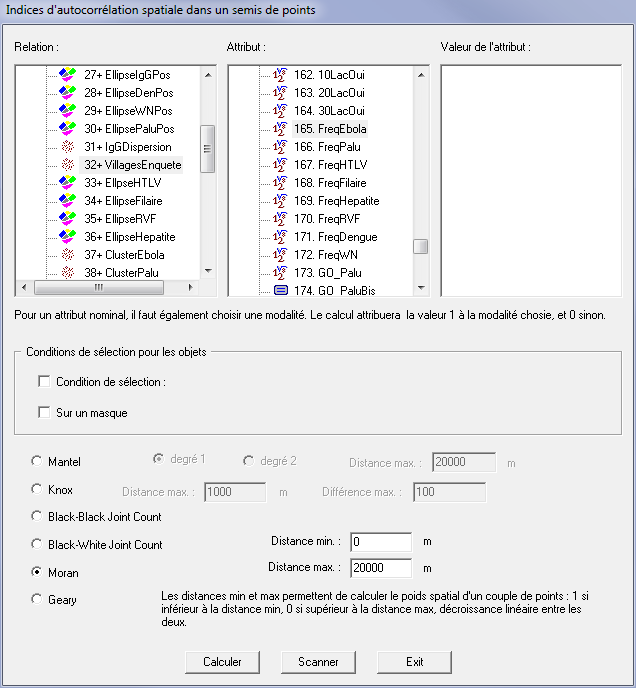 Indices d'autocorrélation spatiale dans un semis de points
Relation :
Attribut :
Valeur de l'attribut :
27+ EllipseIgGPos
28+ EllipseDenPos
29+ EllipseWNPos
30+ EllipsePaluPos
31+ IgGDispersion
32+ VillagesEnquete
33+ EllpseHTLV
34+ EllipseFilaire
35+ EllipseRVF
36+ EllipseHepatite
37+ ClusterEbola
38+ ClusterPalu
162. 10LacOui
163. 20LacOui
164. 30LacOui
165. FreqEbola
166. FreqPalu
167. FreqHTLV
168. FreqFilaire
169. FreqHepatite
170. FreqRVF
171. FreqDengue
172. FreqWN
173. GO_Palu
174. GO_PaluBis
Pour un attribut nominal, il faut également choisir une modalité. Le calcul attribuera la valeur 1 à la modalité chosie, et 0 sinon.
Conditions de sélection pour les objets
Condition de sélection :
Sur un masque
Mantel
degré 1
degré 2
Distance max. : 20000 m
Knox
Distance max. : 1000 m
Différence max. : 100
Black-Black Joint Count
Black-White Joint Count
Distance min. : 0 m
Moran
Distance max. : 20000 m
Geary
Les distances min et max permettent de calculer le poids spatial d'un couple de points : 1 si
inférieur à la distance min, 0 si supérieur à la distance max, décroissance linéaire entre les
deux.
Calculer
Scanner
Exit